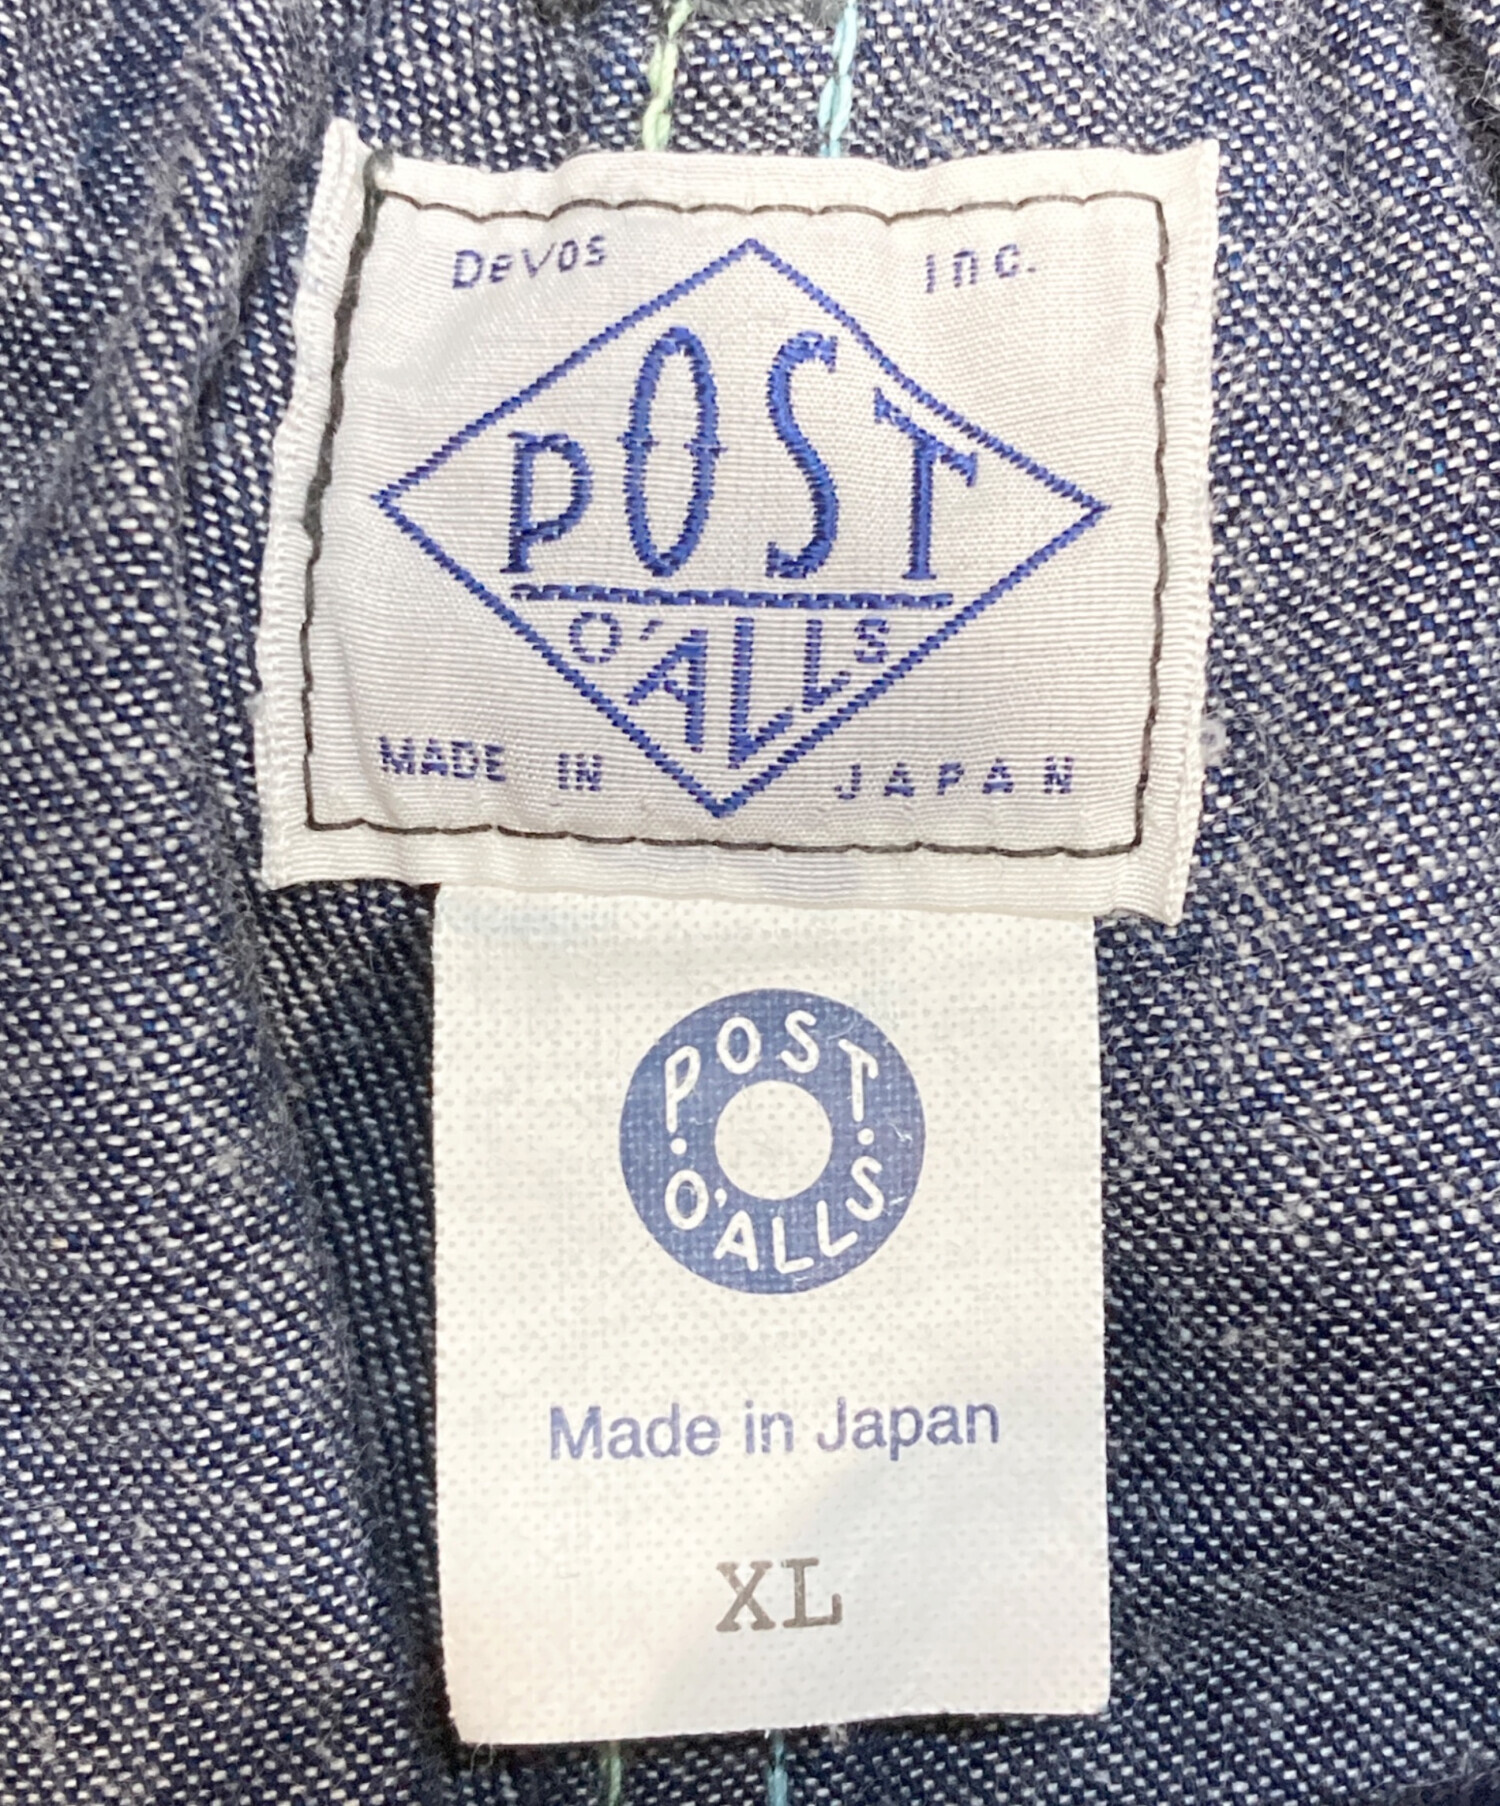 DeVos Inc.
POST
O'ALLS
MADE IN JAPAN
POST
O'ALLS
Made in Japan
XL